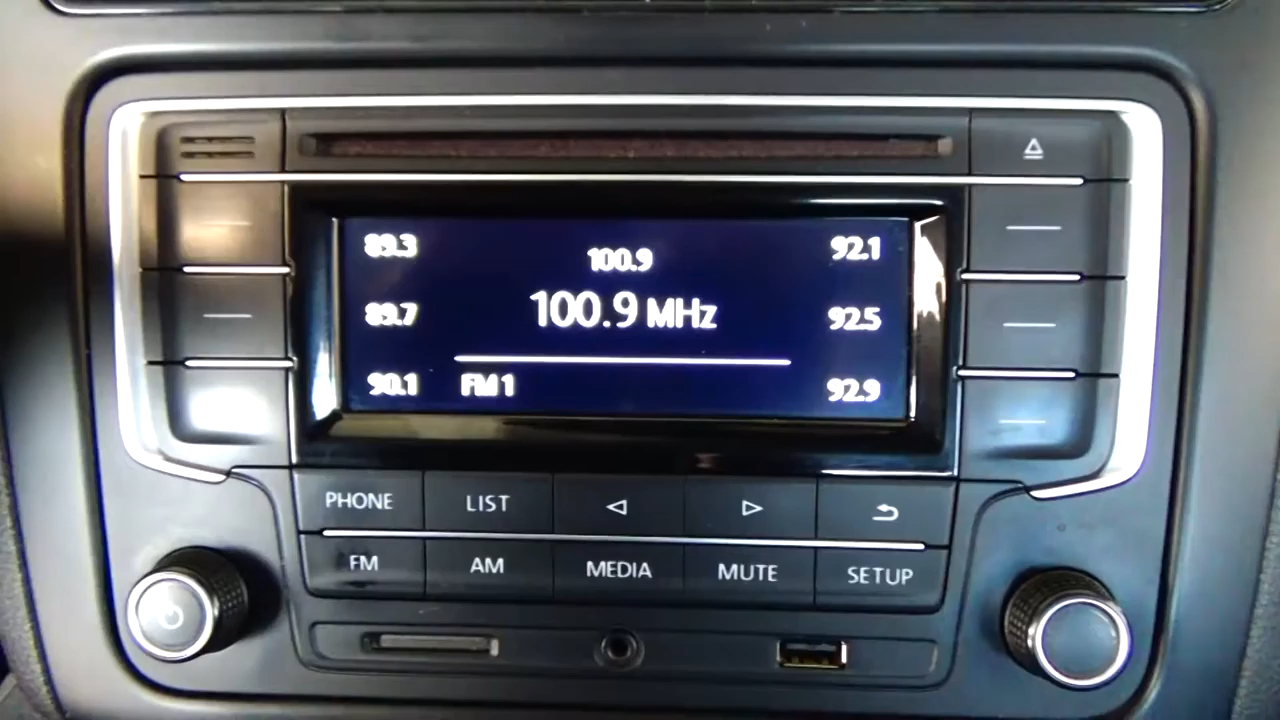 89.3 100.9 92.1
100.9 MHz
89.7 92.5
90.1 FM1 92.9
PHONE LIST
FM AM MEDIA MUTE SETUP